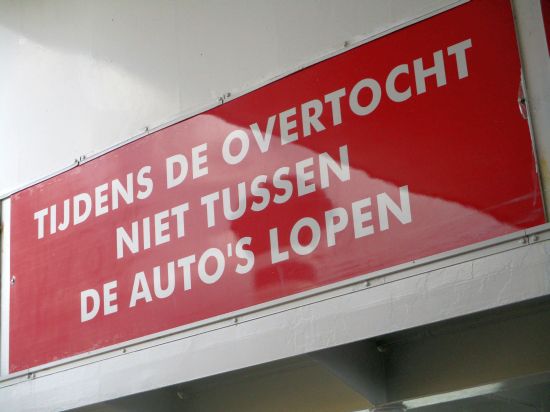 TIJDENS DE OVERTOCHT
NIET TUSSEN
DE AUTO'S LOPEN